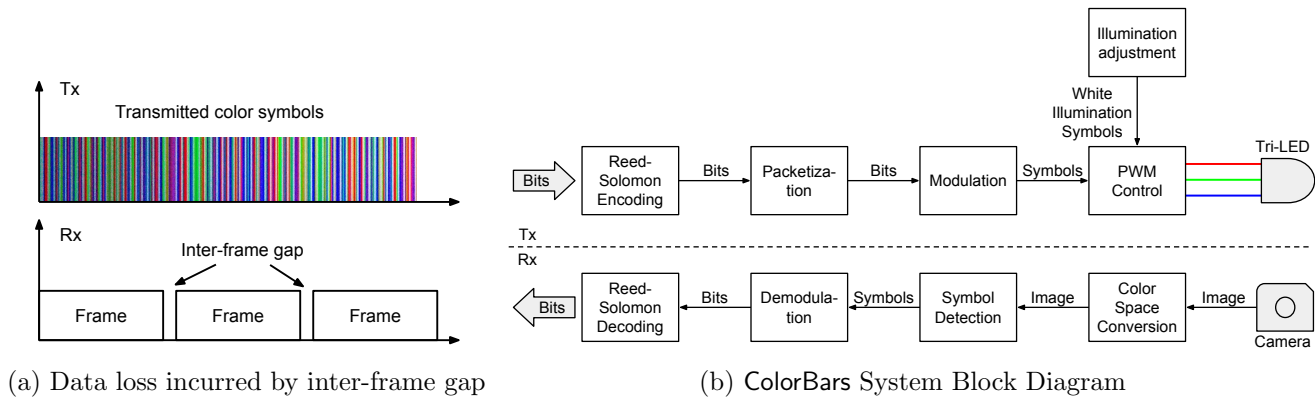 Tx
Transmitted color symbols
Rx
Inter-frame gap
Frame
Frame
Frame
(a) Data loss incurred by inter-frame gap
Illumination
adjustment
White
Illumination
Symbols
Tri-LED
Bits
Reed-
Solomon
Encoding
Bits
Packetiza-
tion
Bits
Modulation
Symbols
PWM
Control
Tx
Rx
Bits
Reed-
Solomon
Decoding
Bits
Demodula-
tion
Symbols
Symbol
Detection
Image
Color
Space
Conversion
Image
Camera
(b) ColorBars System Block Diagram